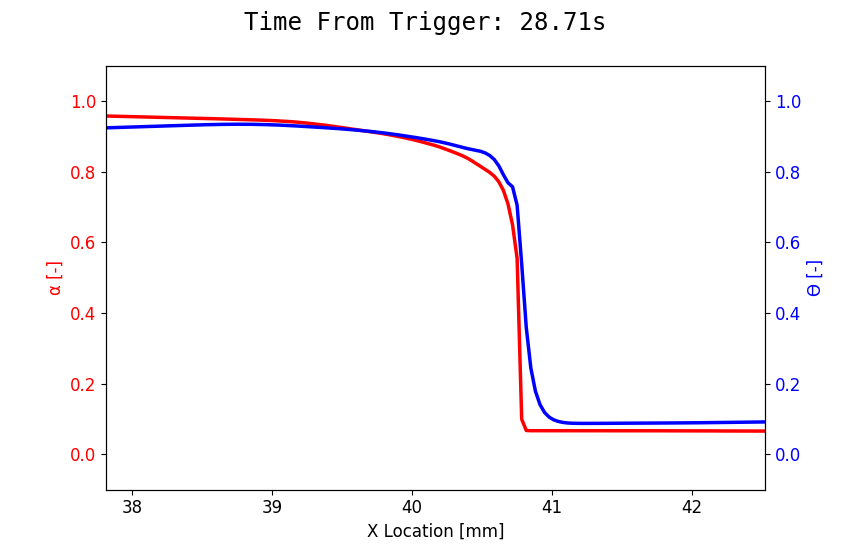 Time From Trigger: 28.71s
1.0 1.0
0.8 0.8
0.6 0.6
α [-] Θ [-]
0.4 0.4
0.2 0.2
0.0 0.0
38 39 40 41 42
X Location [mm]